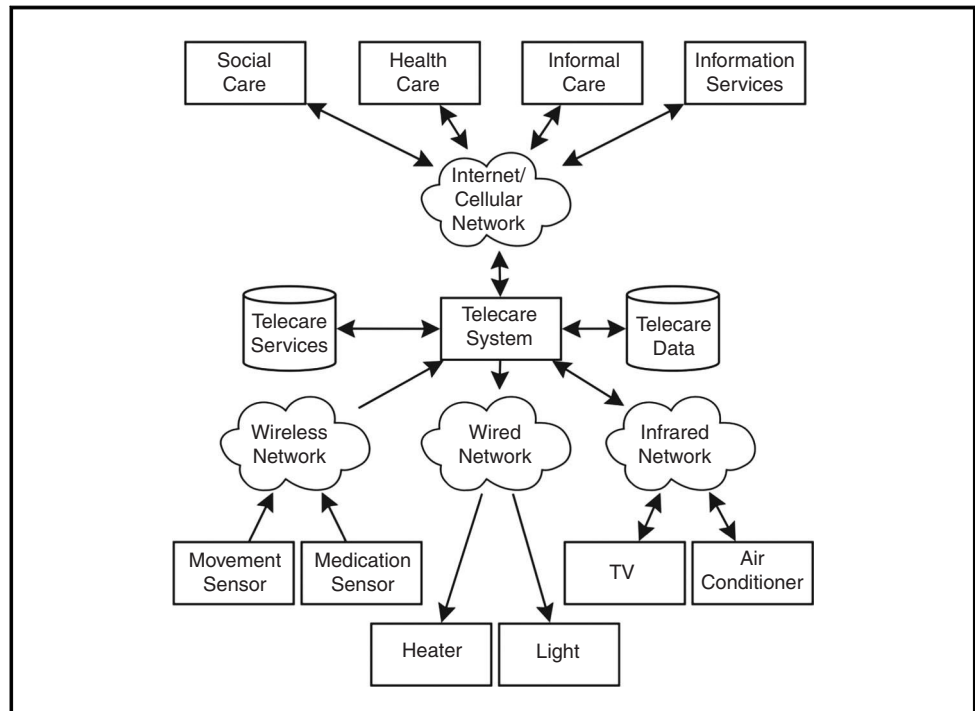 Social
Care
Health
Care
Informal
Care
Information
Services
Internet/
Cellular
Network
Telecare
Services
Telecare
System
Telecare
Data
Wireless
Network
Wired
Network
Infrared
Network
Movement
Sensor
Medication
Sensor
TV
Air
Conditioner
Heater
Light